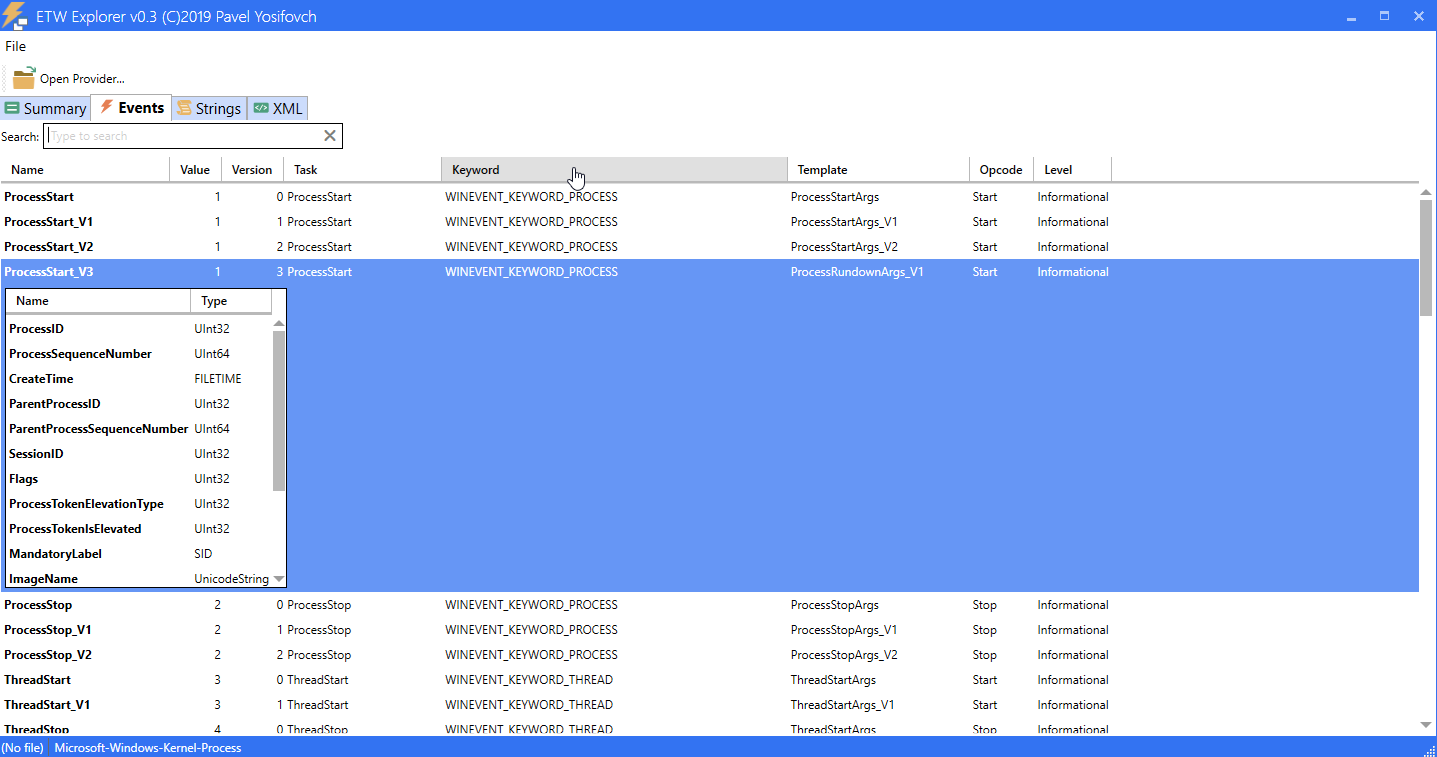 ETW Explorer v0.3 (C)2019 Pavel Yosifovch
File
Open Provider...
Summary Events Strings XML
Search: Type to search
Name Value Version Task Keyword Template Opcode Level
ProcessStart 1 0 ProcessStart WINEVENT_KEYWORD_PROCESS ProcessStartArgs Start Informational
ProcessStart_V1 1 1 ProcessStart WINEVENT_KEYWORD_PROCESS ProcessStartArgs_V1 Start Informational
ProcessStart_V2 1 2 ProcessStart WINEVENT_KEYWORD_PROCESS ProcessStartArgs_V2 Start Informational
ProcessStart_V3 1 3 ProcessStart WINEVENT_KEYWORD_PROCESS ProcessRundownArgs_V1 Start Informational
Name Type
ProcessID UInt32
ProcessSequenceNumber UInt64
CreateTime FILETIME
ParentProcessID UInt32
ParentProcessSequenceNumber UInt64
SessionID UInt32
Flags UInt32
ProcessTokenElevationType UInt32
ProcessTokenIsElevated UInt32
MandatoryLabel SID
ImageName UnicodeString
ProcessStop 2 0 ProcessStop WINEVENT_KEYWORD_PROCESS ProcessStopArgs Stop Informational
ProcessStop_V1 2 1 ProcessStop WINEVENT_KEYWORD_PROCESS ProcessStopArgs_V1 Stop Informational
ProcessStop_V2 2 2 ProcessStop WINEVENT_KEYWORD_PROCESS ProcessStopArgs_V2 Stop Informational
ThreadStart 3 0 ThreadStart WINEVENT_KEYWORD_THREAD ThreadStartArgs Start Informational
ThreadStart_V1 3 1 ThreadStart WINEVENT_KEYWORD_THREAD ThreadStartArgs_V1 Start Informational
ThreadStop 4 0 ThreadStop WINEVENT_KEYWORD_THREAD ThreadStopArgs Stop Informational
(No file) Microsoft-Windows-Kernel-Process